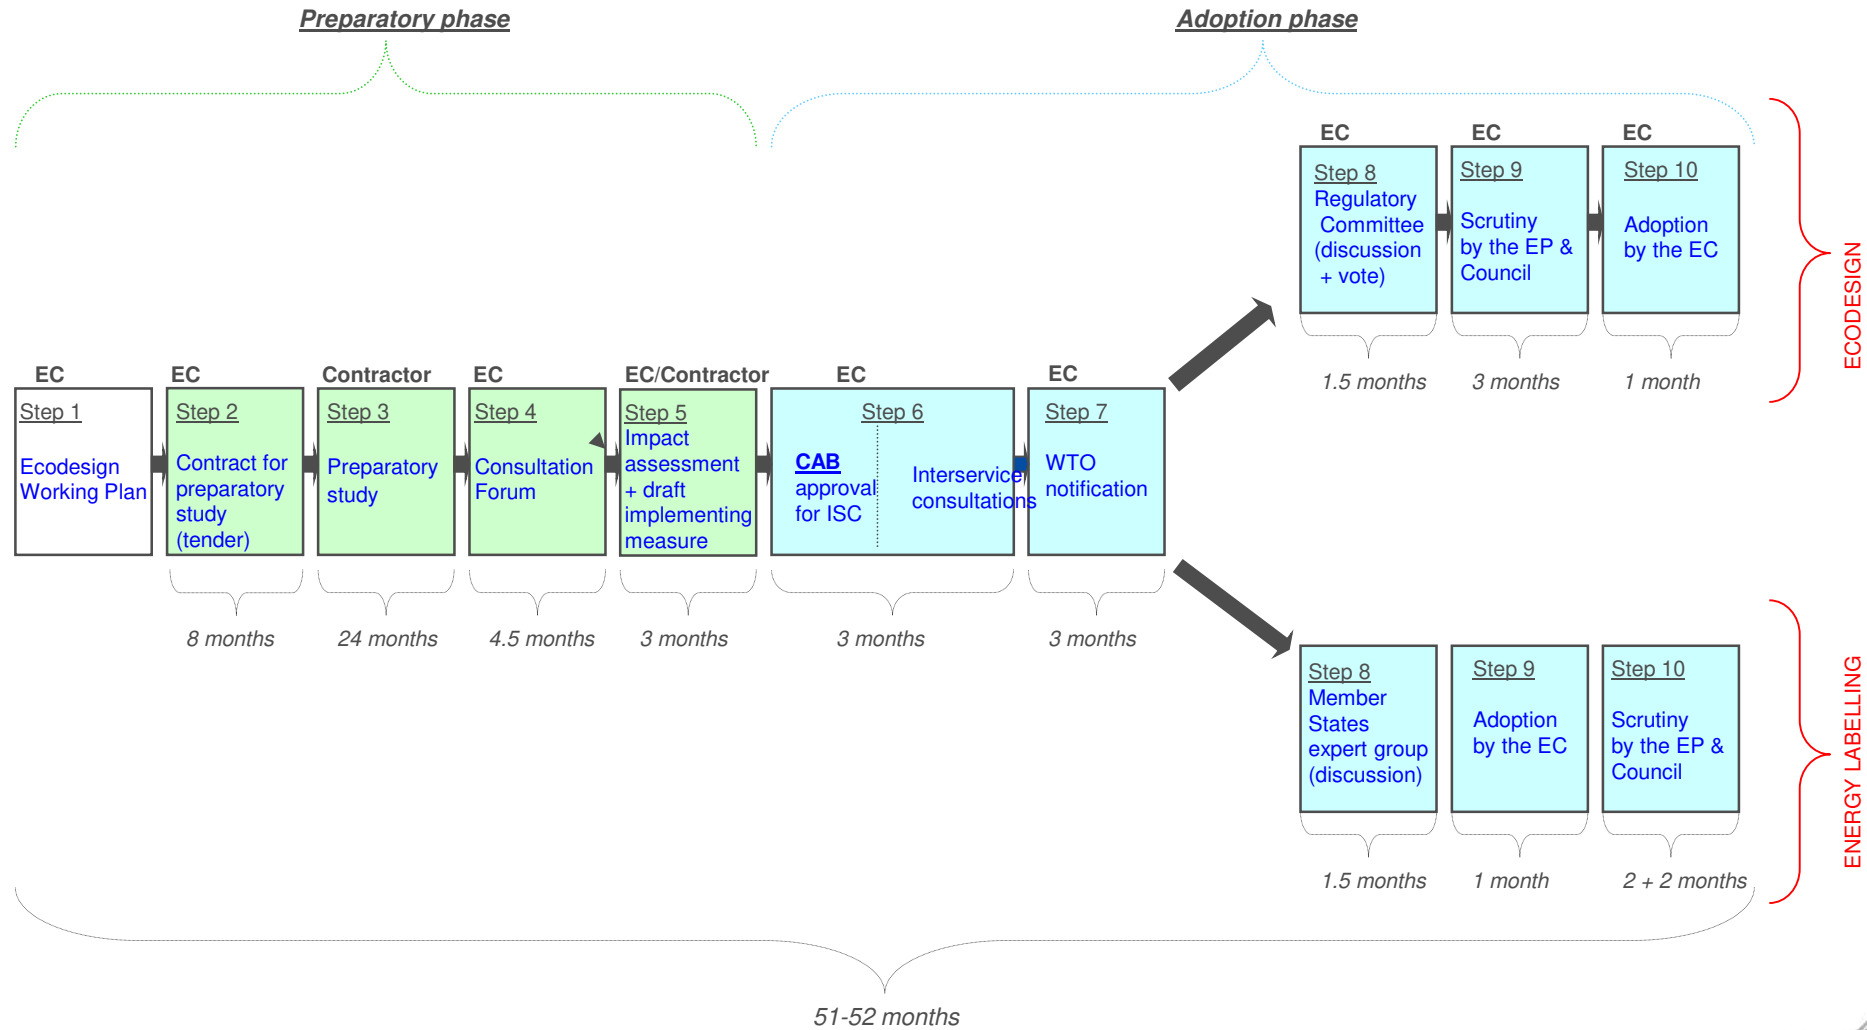 Preparatory phase
Adoption phase
EC
Step 8
Regulatory
Committee
(discussion
+ vote)
1.5 months
EC
Step 9
Scrutiny
by the EP &
Council
3 months
EC
Step 10
Adoption
by the EC
1 month
ECODESIGN
EC
Step 1
Ecodesign
Working Plan
EC
Step 2
Contract for
preparatory
study
(tender)
8 months
Contractor
Step 3
Preparatory
study
24 months
EC
Step 4
Consultation
Forum
4.5 months
EC/Contractor
Step 5
Impact
assessment
+ draft
implementing
measure
3 months
EC
Step 6
CAB
approval
for ISC
Interservice
consultations
3 months
EC
Step 7
WTO
notification
3 months
Step 8
Member
States
expert group
(discussion)
1.5 months
Step 9
Adoption
by the EC
1 month
Step 10
Scrutiny
by the EP &
Council
2 + 2 months
ENERGY LABELLING
51-52 months